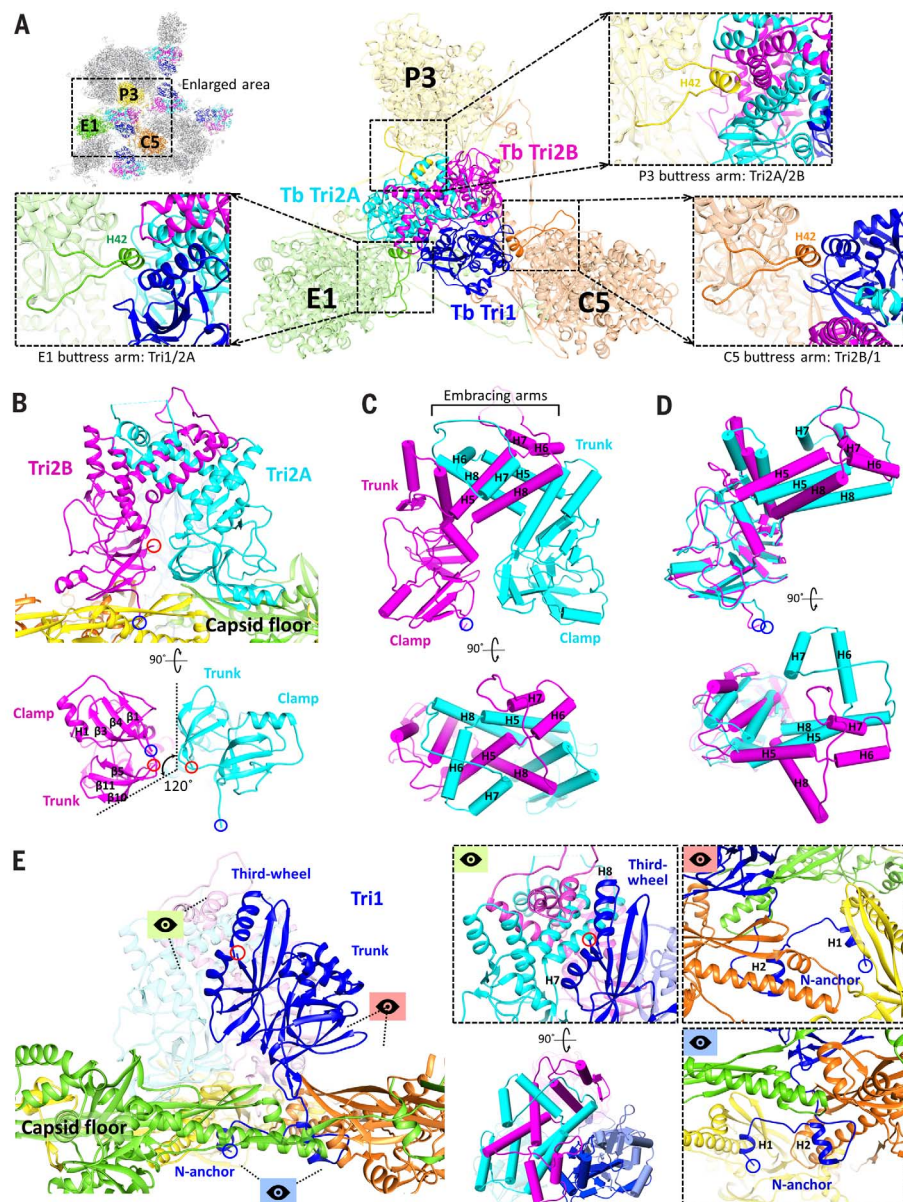 A
P3
Enlarged area
E1
C5
P3
H42
P3 buttress arm: Tri2A/2B
Tb Tri2B
Tb Tri2A
H42
E1
E1 buttress arm: Tri1/2A
Tb Tri1
C5
H42
C5 buttress arm: Tri2B/1
B
Tri2B
Tri2A
Capsid floor
90°
Trunk
Clamp
Clamp
H1
β3
β4
β1
β5
β11
β10
Trunk
120°
C
Embracing arms
Trunk
Trunk
H6
H7
H6
H8
H7
H5
H5
H8
Clamp
Clamp
90°
H7
H8
H5
H6
H6
H8
H7
D
H7
H7
H6
H5
H5
H8
H8
90°
H7
H6
H8
H7
H5
H5
H6
H8
E
Third-wheel
Tri1
Trunk
Capsid floor
N-anchor
H8
Third-
wheel
H7
90°
H1
H2
N-anchor
H1
H2
N-anchor